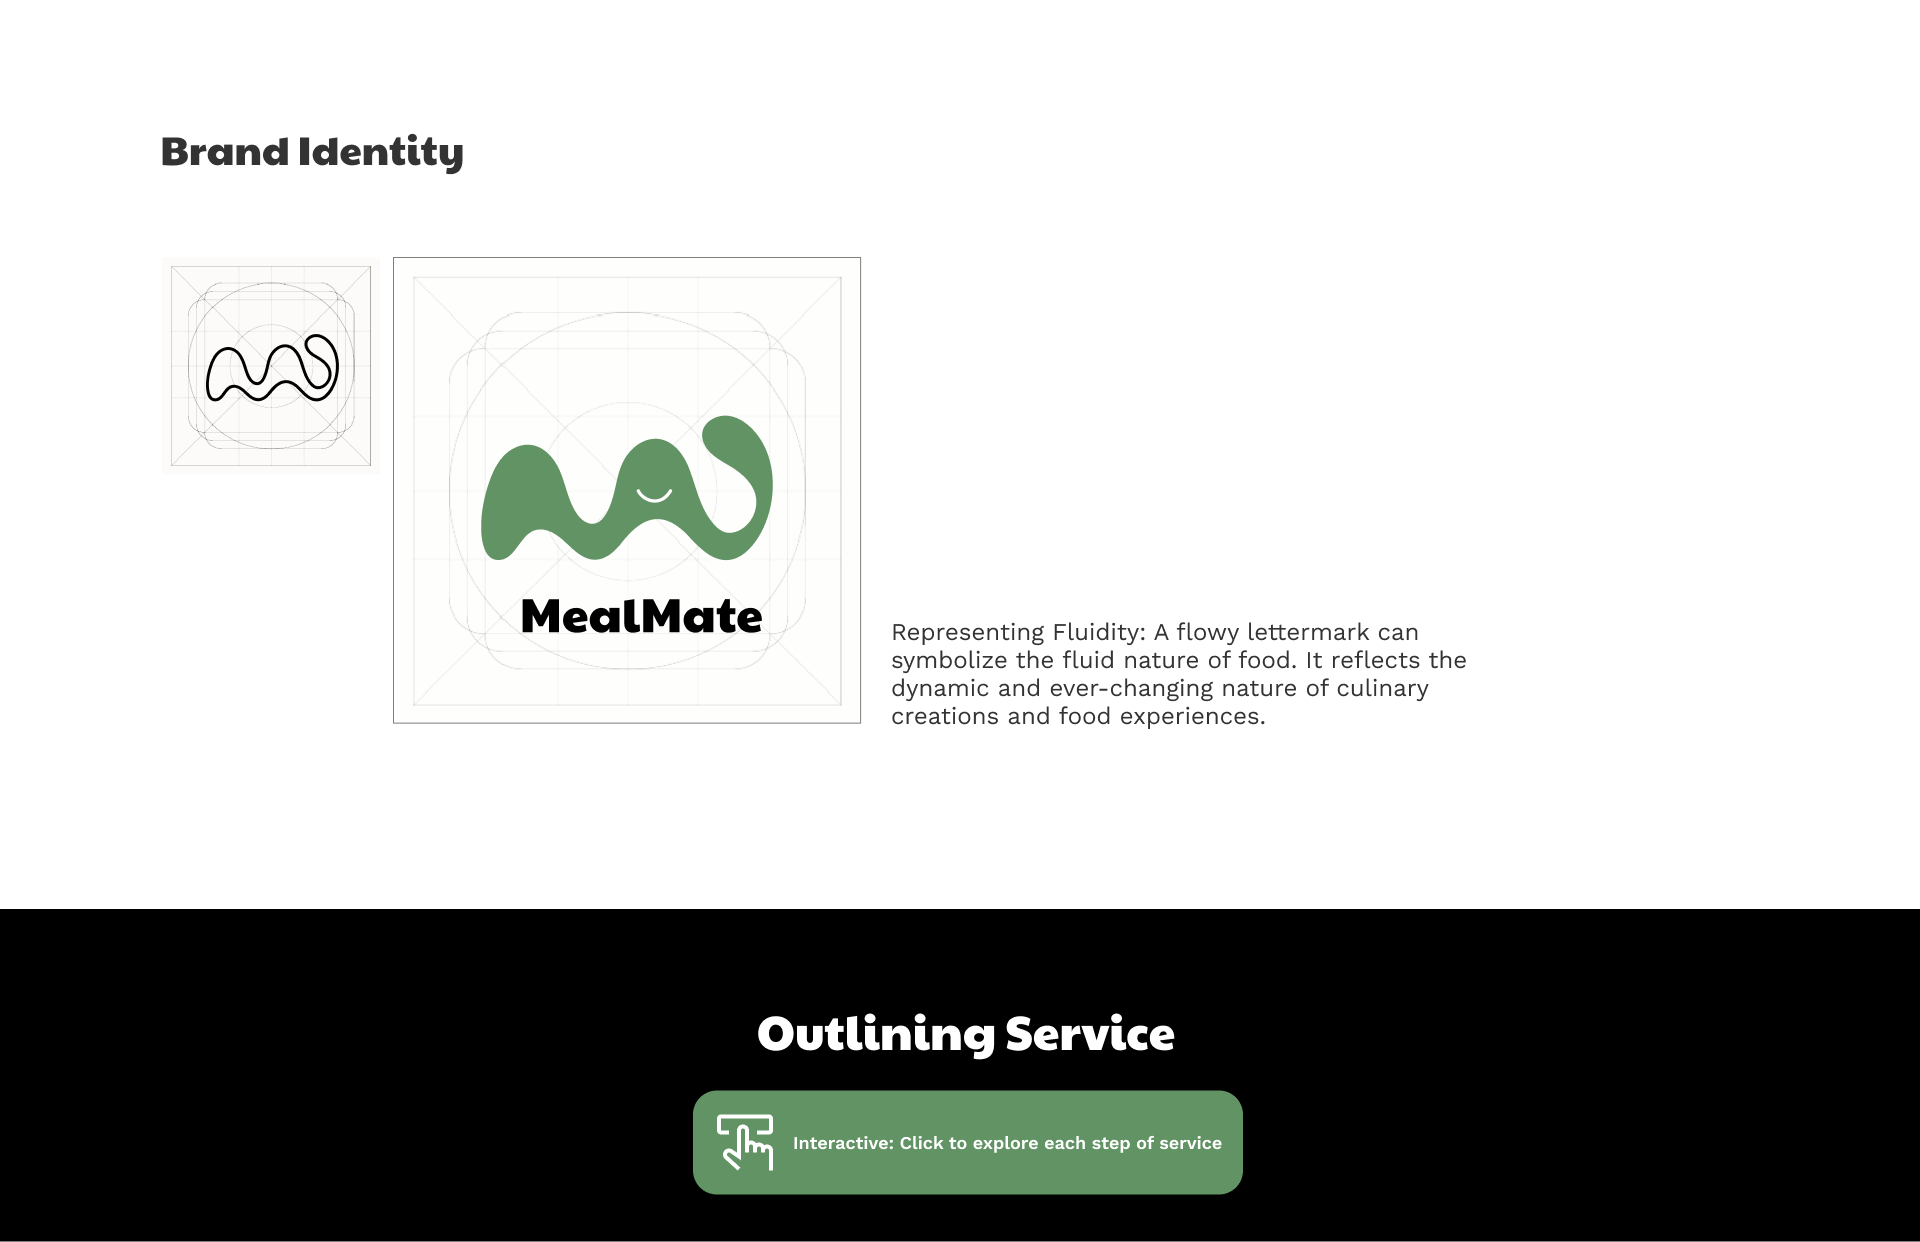 Brand Identity
MealMate
Representing Fluidity: A flowy lettermark can
symbolize the fluid nature of food. It reflects the
dynamic and ever-changing nature of culinary
creations and food experiences.
Outlining Service
Interactive: Click to explore each step of service